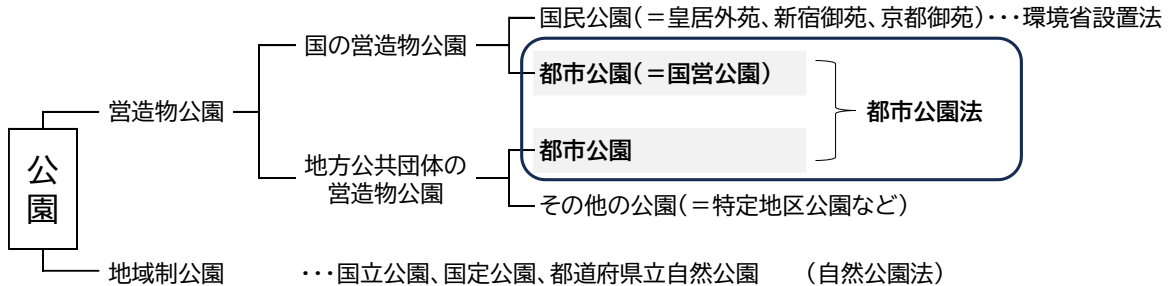 国民公園(＝皇居外苑、新宿御苑、京都御苑)・・・環境省設置法
国の営造物公園
都市公園(＝国営公園)
営造物公園
都市公園法
公園
都市公園
地方公共団体の
営造物公園
その他の公園(＝特定地区公園など)
地域制公園 ・・・国立公園、国定公園、都道府県立自然公園 (自然公園法)